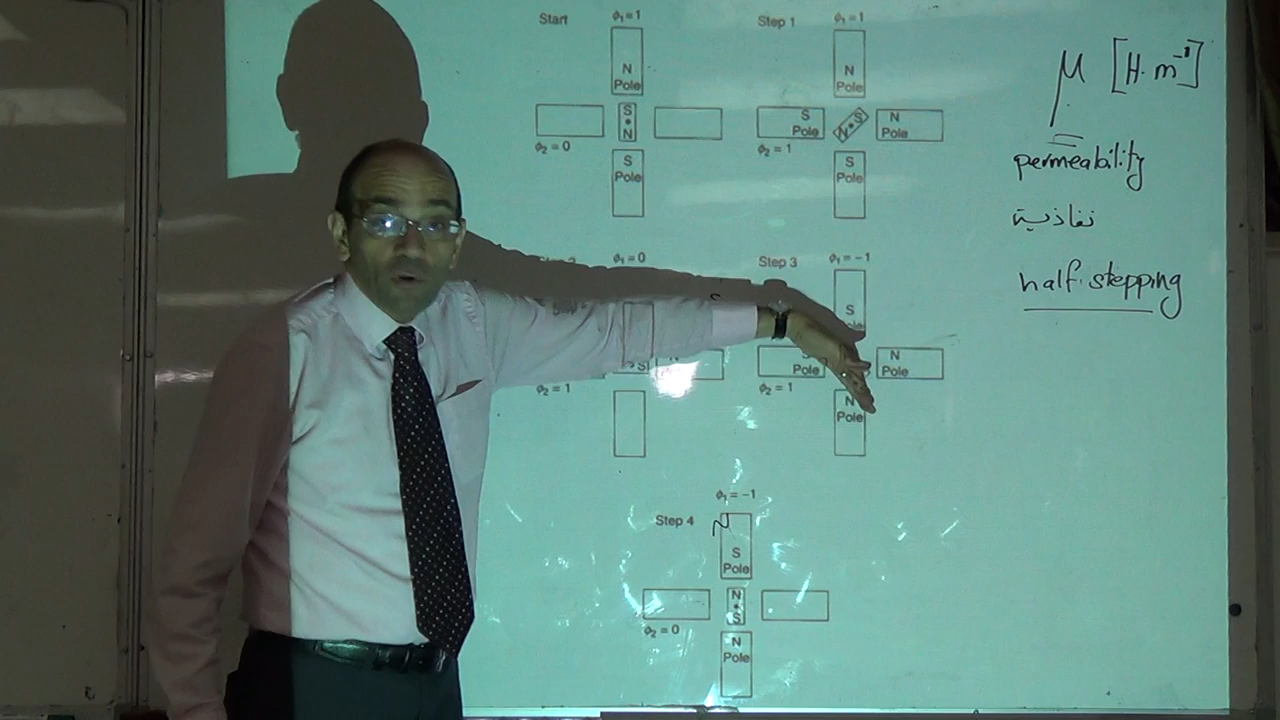 Start
ϕ₁=1
N
Pole
S
N
ϕ₂=0
S
Pole
Step 1
ϕ₁=1
N
Pole
S
Pole
N S
N
Pole
ϕ₂=1
S
Pole
ϕ₁=0
S
N
ϕ₂=1
Step 3
ϕ₁=-1
S
S
Pole
N
Pole
ϕ₂=1
N
Pole
Step 4
ϕ₁=-1
S
Pole
N
S
ϕ₂=0
N
Pole
μ [H·m⁻¹]
permeability
نفاذية
half stepping